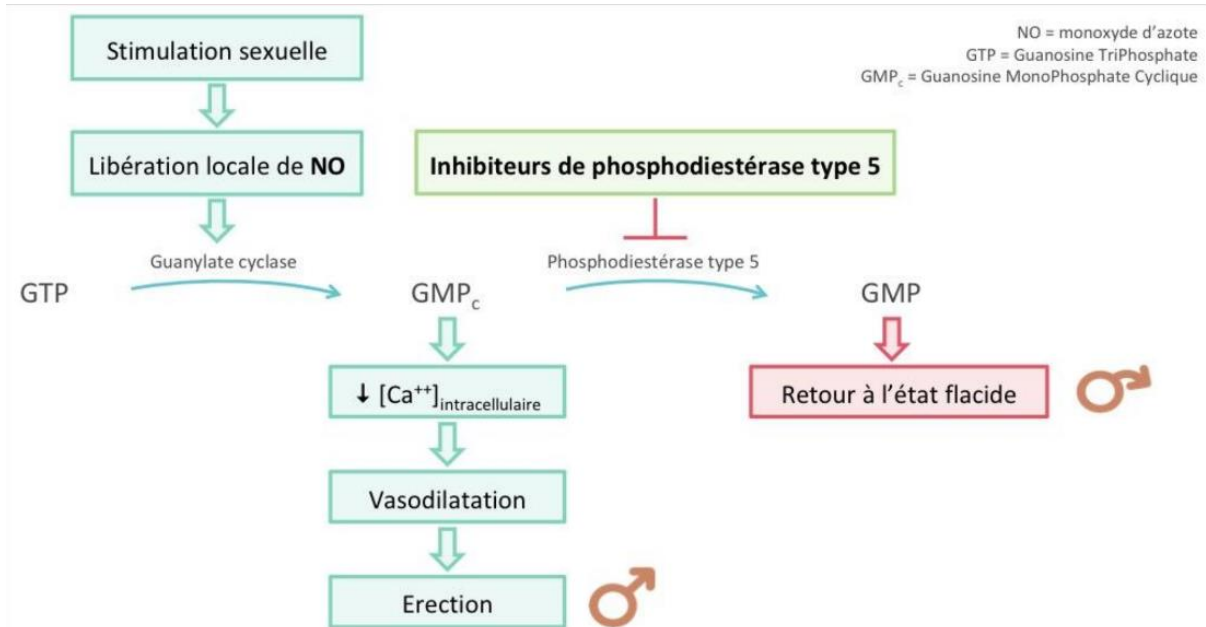 Stimulation sexuelle
NO = monoxyde d'azote
GTP = Guanosine TriPhosphate
GMPc = Guanosine MonoPhosphate Cyclique
Libération locale de NO
Inhibiteurs de phosphodiestérase type 5
Guanylate cyclase
Phosphodiestérase type 5
GTP
GMPc
GMP
↓ [Ca++]intracellulaire
Retour à l'état flacide
Vasodilatation
Erection